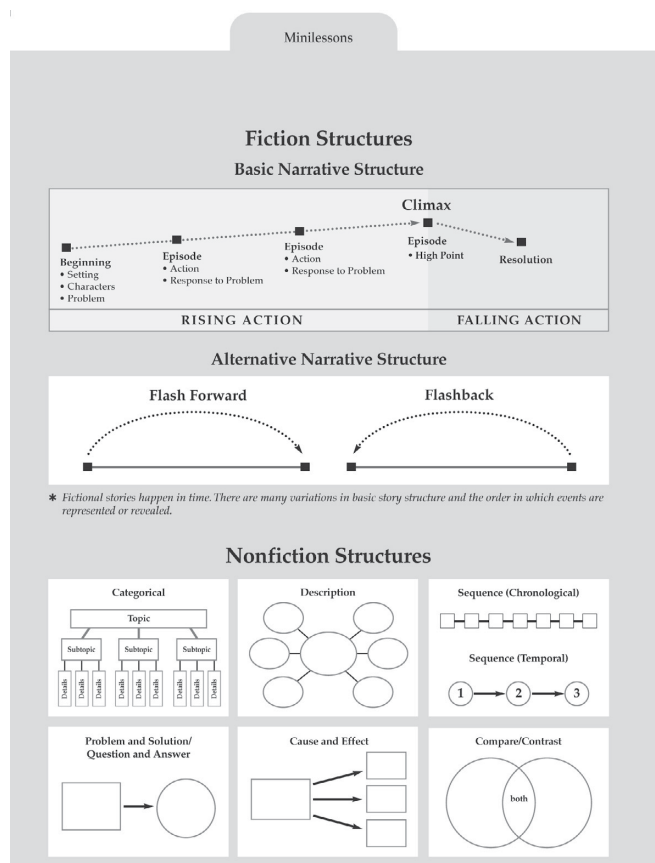 Minilessons
Fiction Structures
Basic Narrative Structure
Climax
Beginning
• Setting
• Characters
• Problem
Episode
• Action
• Response to Problem
Episode
• Action
• Response to Problem
Episode
• High Point
Resolution
RISING ACTION
FALLING ACTION
Alternative Narrative Structure
Flash Forward
Flashback
✱ Fictional stories happen in time. There are many variations in basic story structure and the order in which events are
represented or revealed.
Nonfiction Structures
Categorical
Topic
Subtopic
Subtopic
Subtopic
Details
Details
Details
Details
Details
Details
Details
Details
Details
Description
Sequence (Chronological)
Sequence (Temporal)
1
2
3
Problem and Solution/
Question and Answer
Cause and Effect
Compare/Contrast
both